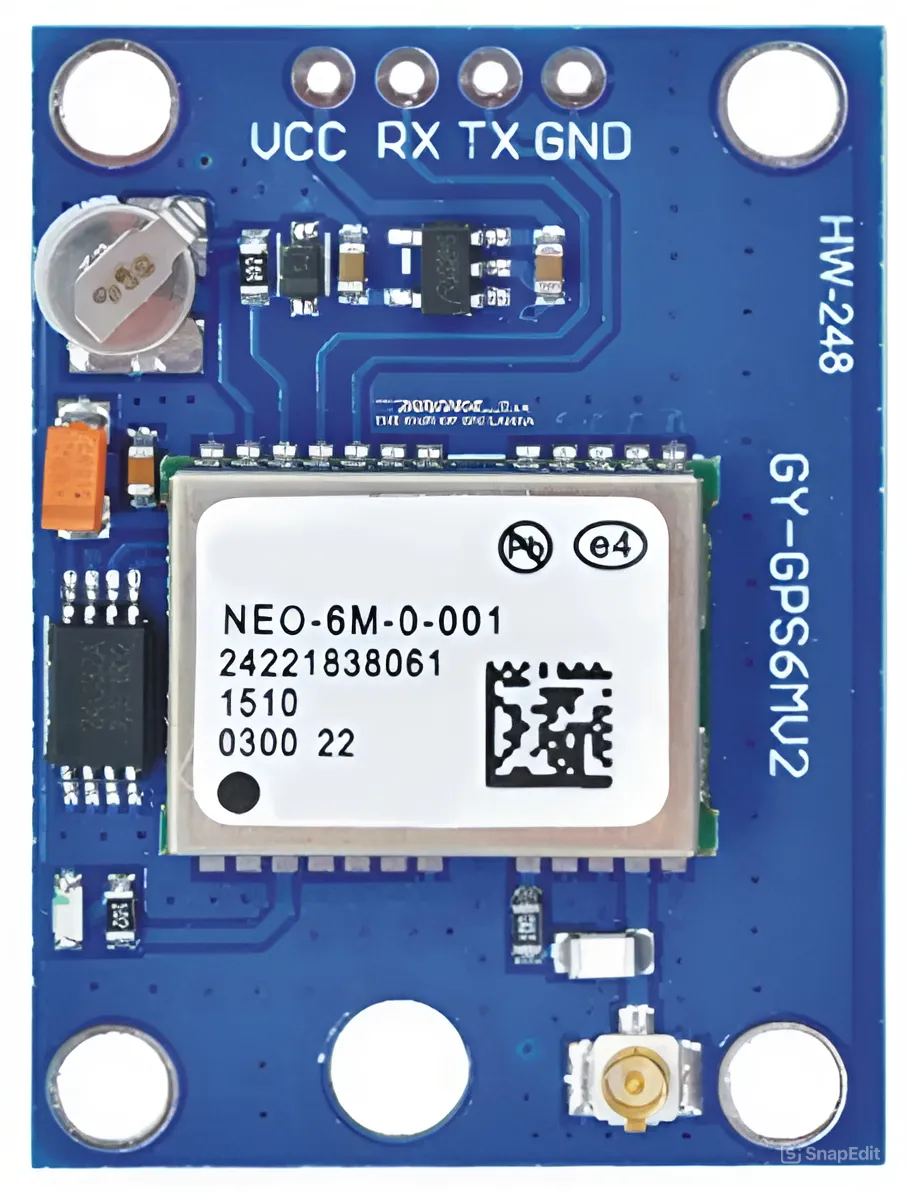 VCC RX TX GND
HW-248
GY-GPS6MV2
Pb
e4
NEO-6M-0-001
24221838061
1510
0300 22
SnapEdit